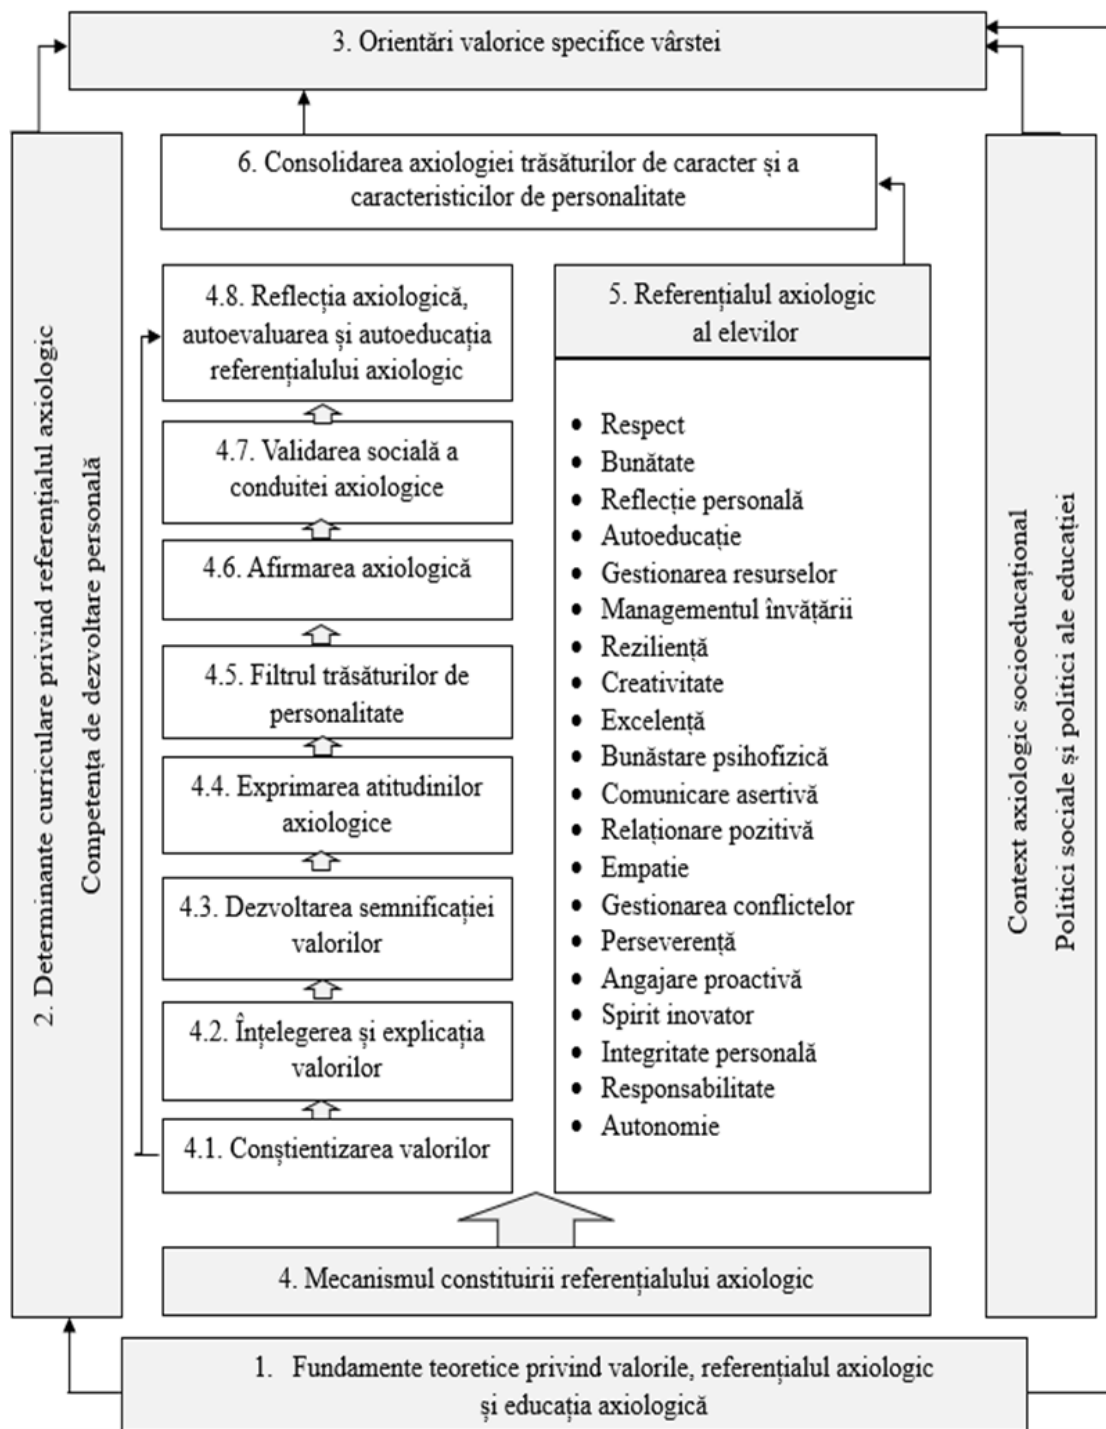 3. Orientări valorice specifice vârstei
6. Consolidarea axiologiei trăsăturilor de caracter și a
caracteristicilor de personalitate
2. Determinante curriculare privind referențialul axiologic
Competența de dezvoltare personală
4.8. Reflecția axiologică,
autoevaluarea și autoeducația
referențialului axiologic
4.7. Validarea socială a
conduitei axiologice
4.6. Afirmarea axiologică
4.5. Filtrul trăsăturilor de
personalitate
4.4. Exprimarea atitudinilor
axiologice
4.3. Dezvoltarea semnificației
valorilor
4.2. Înțelegerea și explicația
valorilor
4.1. Conștientizarea valorilor
5. Referențialul axiologic
al elevilor
• Respect
• Bunătate
• Reflecție personală
• Autoeducație
• Gestionarea resurselor
• Managementul învățării
• Reziliență
• Creativitate
• Excelență
• Bunăstare psihofizică
• Comunicare asertivă
• Relaționare pozitivă
• Empatie
• Gestionarea conflictelor
• Perseverență
• Angajare proactivă
• Spirit inovator
• Integritate personală
• Responsabilitate
• Autonomie
Context axiologic socioeducațional
Politici sociale și politici ale educației
4. Mecanismul constituirii referențialului axiologic
1. Fundamente teoretice privind valorile, referențialul axiologic
și educația axiologică